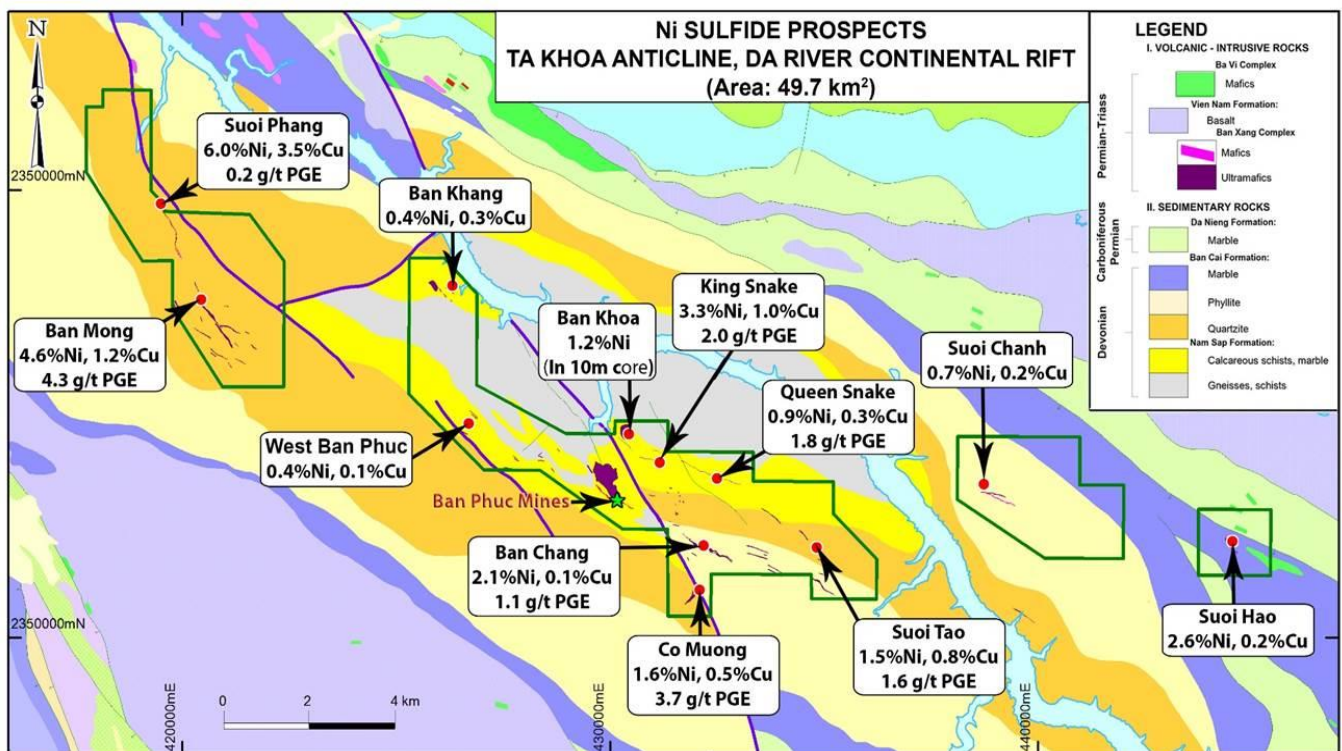 Ni SULFIDE PROSPECTS
TA KHOA ANTICLINE, DA RIVER CONTINENTAL RIFT
(Area: 49.7 km²)
N
LEGEND
I. VOLCANIC - INTRUSIVE ROCKS
Ba Vi Complex
Mafics
Vien Nam Formation:
Basalt
Ban Xang Complex
Mafics
Ultramafics
Permian-Triass
II. SEDIMENTARY ROCKS
Da Nieng Formation:
Marble
Carboniferous
Permian
Ban Cai Formation:
Marble
Phyllite
Quartzite
Nam Sap Formation:
Calcareous schists, marble
Gneisses, schists
Devonian
2350000mN
Suoi Phang
6.0%Ni, 3.5%Cu
0.2 g/t PGE
Ban Khang
0.4%Ni, 0.3%Cu
Ban Mong
4.6%Ni, 1.2%Cu
4.3 g/t PGE
Ban Khoa
1.2%Ni
(In 10m core)
King Snake
3.3%Ni, 1.0%Cu
2.0 g/t PGE
Queen Snake
0.9%Ni, 0.3%Cu
1.8 g/t PGE
Suoi Chanh
0.7%Ni, 0.2%Cu
West Ban Phuc
0.4%Ni, 0.1%Cu
Ban Phuc Mines
Ban Chang
2.1%Ni, 0.1%Cu
1.1 g/t PGE
Co Muong
1.6%Ni, 0.5%Cu
3.7 g/t PGE
Suoi Tao
1.5%Ni, 0.8%Cu
1.6 g/t PGE
Suoi Hao
2.6%Ni, 0.2%Cu
2350000mN
0 2 4 km
420000mE
430000mE
440000mE